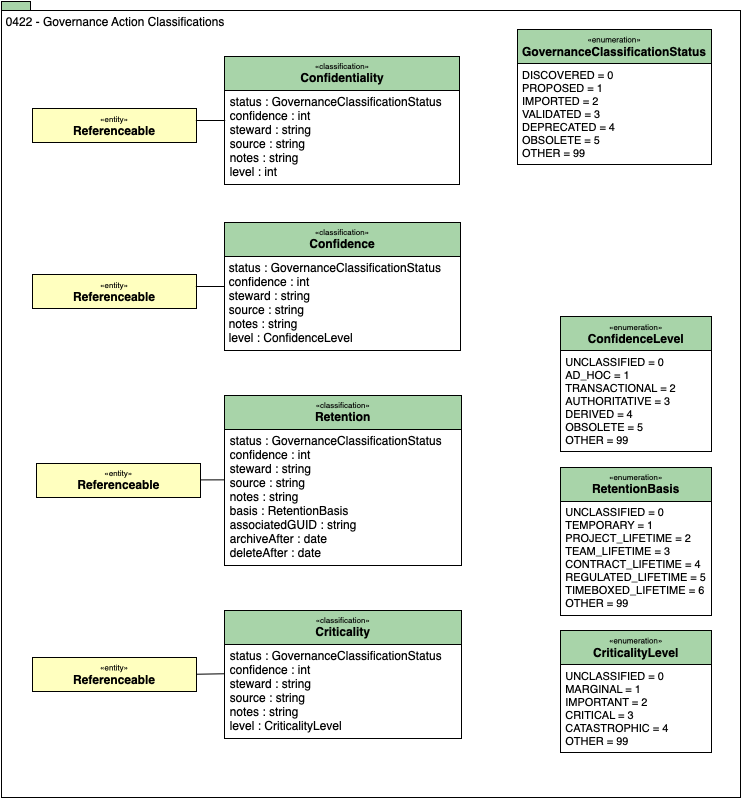 0422 - Governance Action Classifications
«entity»
Referenceable
«classification»
Confidentiality
status : GovernanceClassificationStatus
confidence : int
steward : string
source : string
notes : string
level : int
«enumeration»
GovernanceClassificationStatus
DISCOVERED = 0
PROPOSED = 1
IMPORTED = 2
VALIDATED = 3
DEPRECATED = 4
OBSOLETE = 5
OTHER = 99
«entity»
Referenceable
«classification»
Confidence
status : GovernanceClassificationStatus
confidence : int
steward : string
source : string
notes : string
level : ConfidenceLevel
«enumeration»
ConfidenceLevel
UNCLASSIFIED = 0
AD_HOC = 1
TRANSACTIONAL = 2
AUTHORITATIVE = 3
DERIVED = 4
OBSOLETE = 5
OTHER = 99
«entity»
Referenceable
«classification»
Retention
status : GovernanceClassificationStatus
confidence : int
steward : string
source : string
notes : string
basis : RetentionBasis
associatedGUID : string
archiveAfter : date
deleteAfter : date
«enumeration»
RetentionBasis
UNCLASSIFIED = 0
TEMPORARY = 1
PROJECT_LIFETIME = 2
TEAM_LIFETIME = 3
CONTRACT_LIFETIME = 4
REGULATED_LIFETIME = 5
TIMEBOXED_LIFETIME = 6
OTHER = 99
«entity»
Referenceable
«classification»
Criticality
status : GovernanceClassificationStatus
confidence : int
steward : string
source : string
notes : string
level : CriticalityLevel
«enumeration»
CriticalityLevel
UNCLASSIFIED = 0
MARGINAL = 1
IMPORTANT = 2
CRITICAL = 3
CATASTROPHIC = 4
OTHER = 99